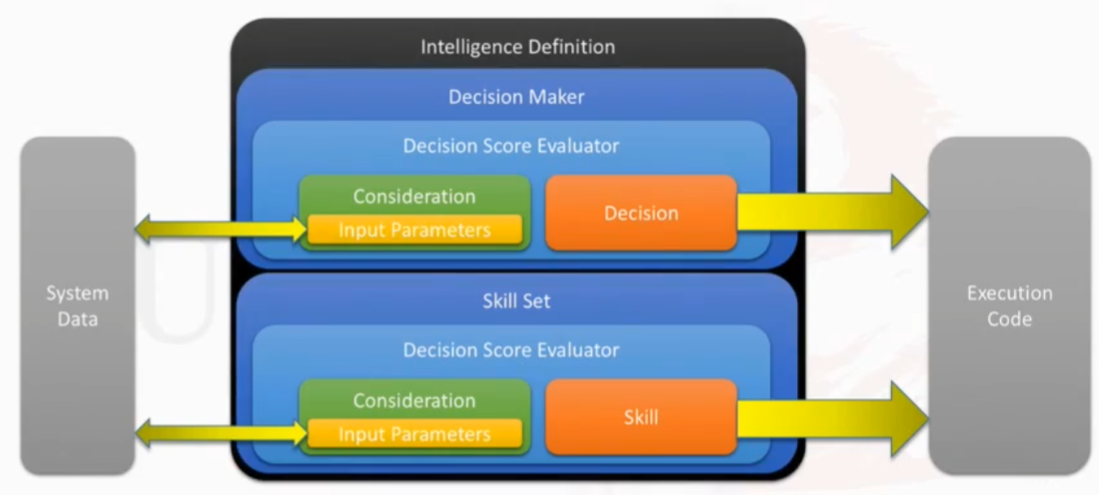 Intelligence Definition
Decision Maker
Decision Score Evaluator
Consideration
Input Parameters
Decision
System
Data
Execution
Code
Skill Set
Decision Score Evaluator
Consideration
Input Parameters
Skill